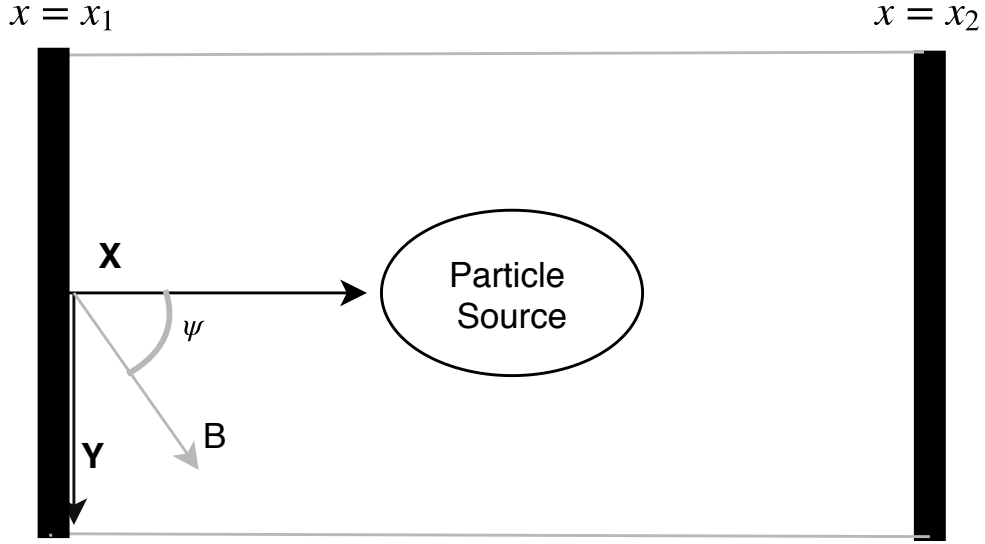 x = x₁
x = x₂
X
Particle
Source
ψ
B
Y